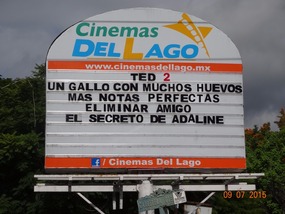 Cinemas
DEL LAGO
www.cinemasdellago.com.mx
TED 2
UN GALLO CON MUCHOS HUEVOS
MAS NOTAS PERFECTAS
ELIMINAR AMIGO
EL SECRETO DE ADALINE
f / Cinemas Del Lago
09 07 2015